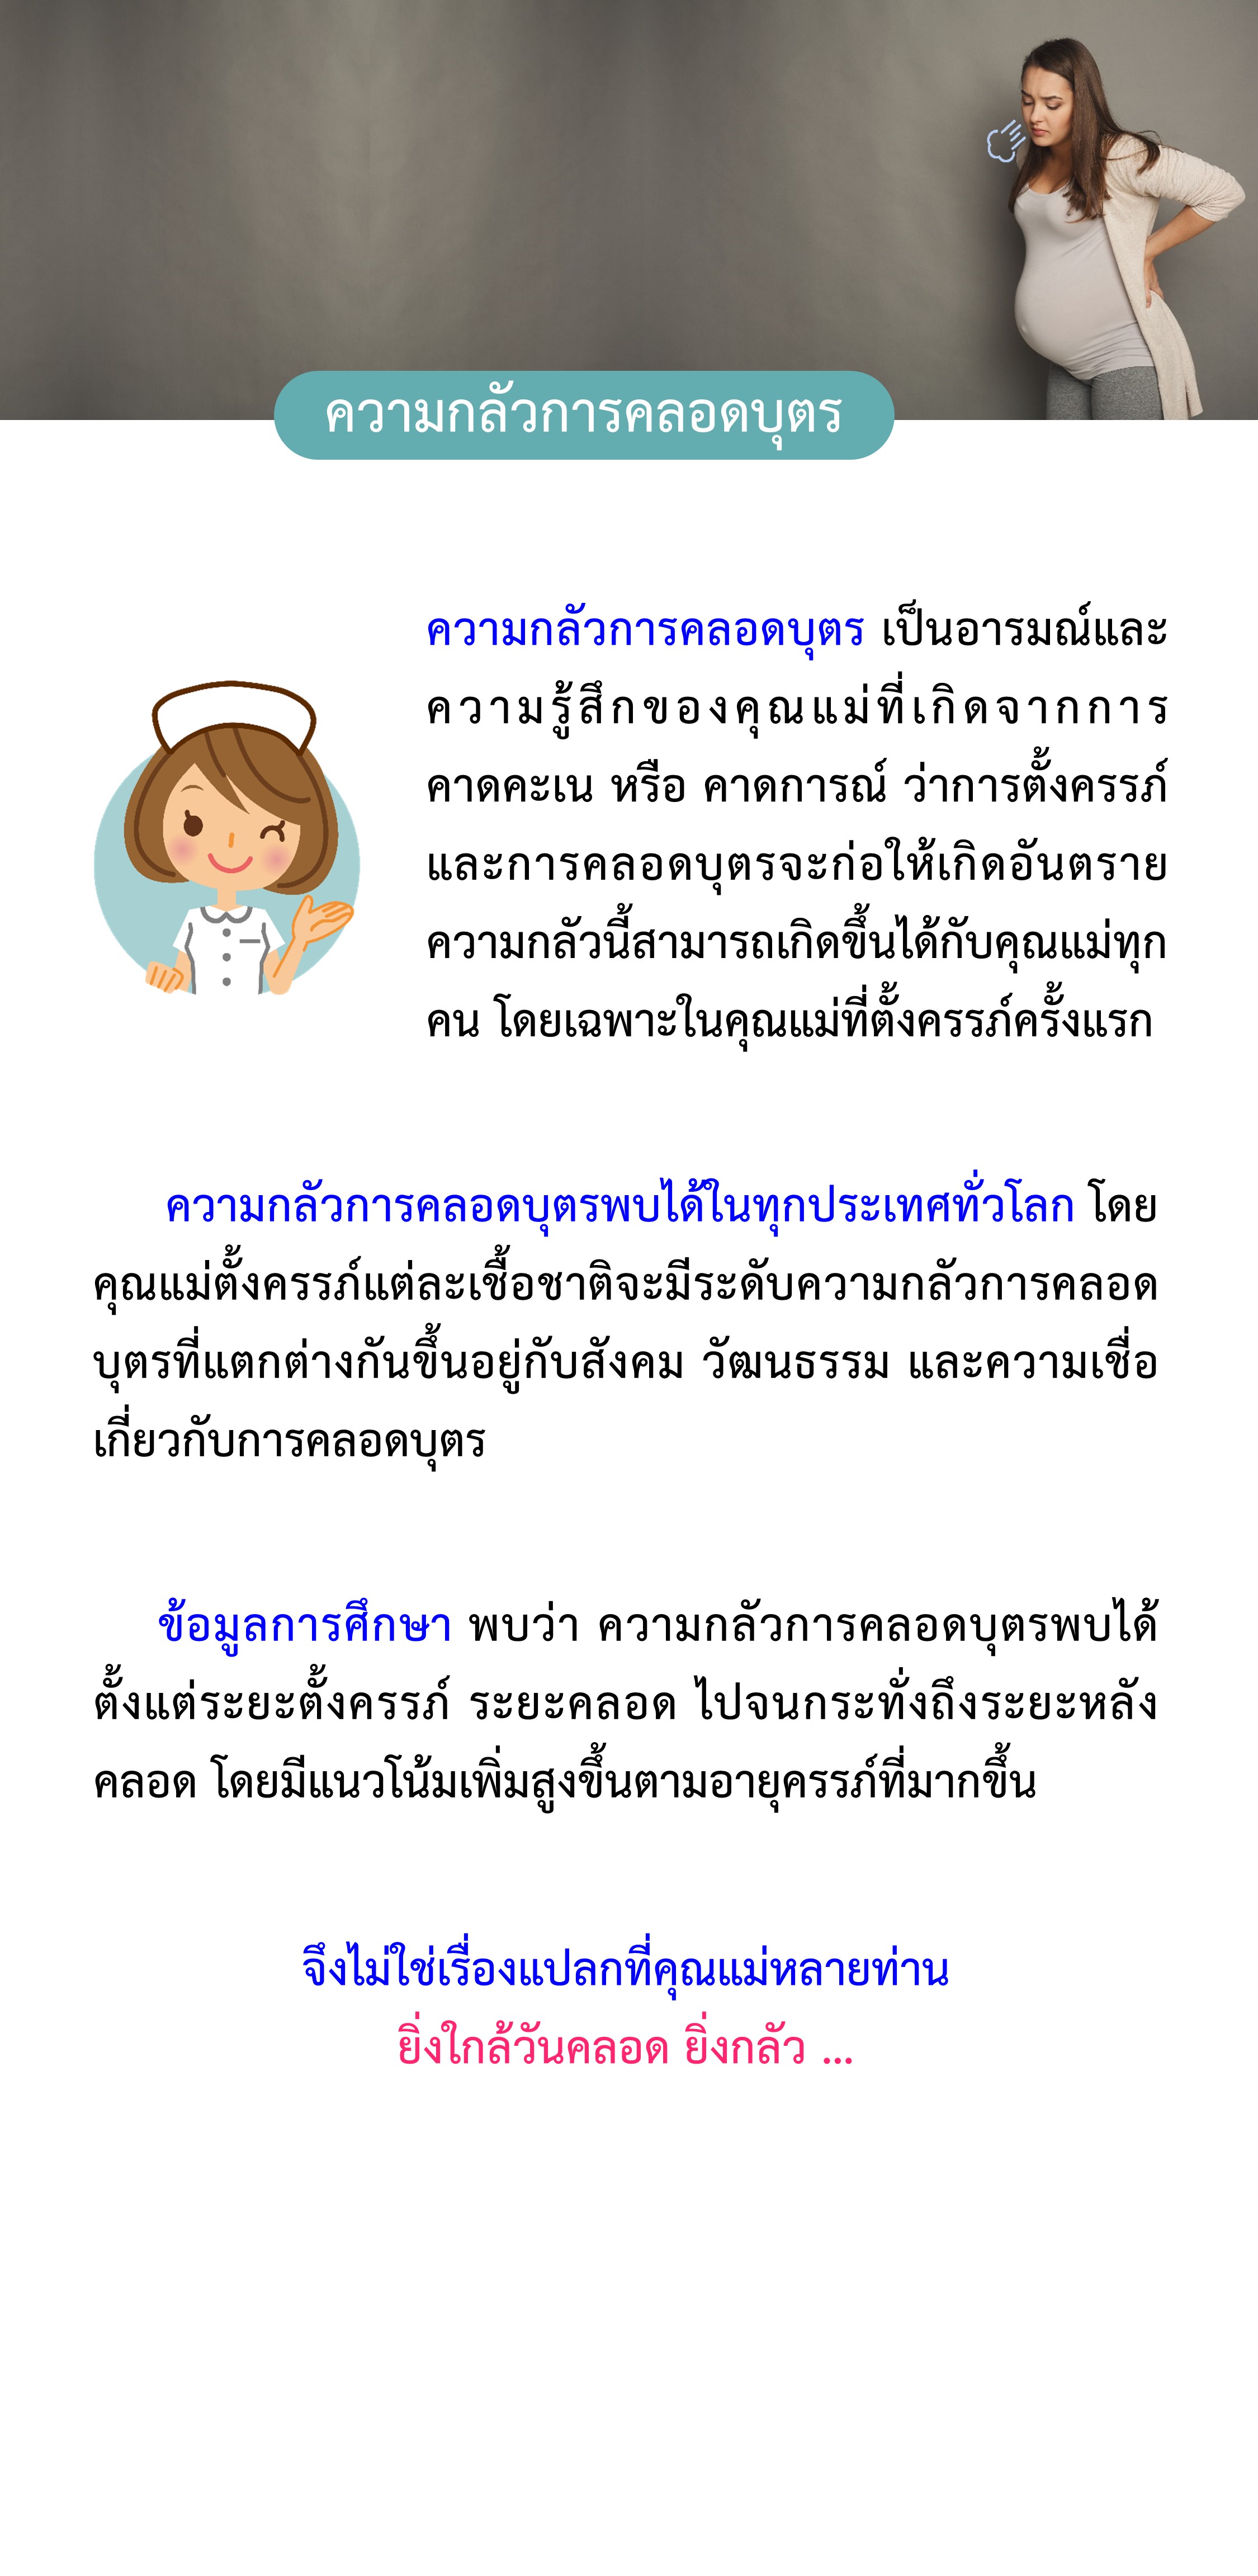 ความกลัวการคลอดบุตร
ความกลัวการคลอดบุตร เป็นอารมณ์และ
ความรู้สึกของคุณแม่ที่เกิดจากการ
คาดคะเน หรือ คาดการณ์ ว่าการตั้งครรภ์
และการคลอดบุตรจะก่อให้เกิดอันตราย
ความกลัวนี้สามารถเกิดขึ้นได้กับคุณแม่ทุก
คน โดยเฉพาะในคุณแม่ที่ตั้งครรภ์ครั้งแรก
ความกลัวการคลอดบุตรพบได้ในทุกประเทศทั่วโลก โดย
คุณแม่ตั้งครรภ์แต่ละเชื้อชาติจะมีระดับความกลัวการคลอด
บุตรที่แตกต่างกันขึ้นอยู่กับสังคม วัฒนธรรม และความเชื่อ
เกี่ยวกับการคลอดบุตร
ข้อมูลการศึกษา พบว่า ความกลัวการคลอดบุตรพบได้
ตั้งแต่ระยะตั้งครรภ์ ระยะคลอด ไปจนกระทั่งถึงระยะหลัง
คลอด โดยมีแนวโน้มเพิ่มสูงขึ้นตามอายุครรภ์ที่มากขึ้น
จึงไม่ใช่เรื่องแปลกที่คุณแม่หลายท่าน
ยิ่งใกล้วันคลอด ยิ่งกลัว ...